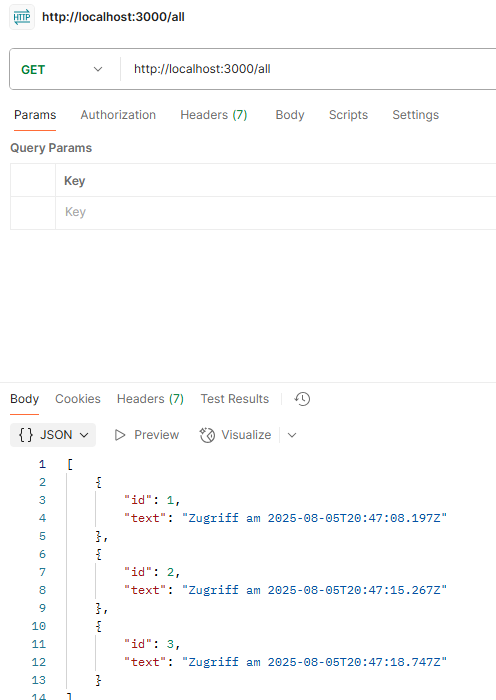 HTTP http://localhost:3000/all
GET http://localhost:3000/all
Params Authorization Headers (7) Body Scripts Settings
Query Params
Key
Key
Body Cookies Headers (7) Test Results
{} JSON Preview Visualize
1 [
2 {
3 "id": 1,
4 "text": "Zugriff am 2025-08-05T20:47:08.197Z"
5 },
6 {
7 "id": 2,
8 "text": "Zugriff am 2025-08-05T20:47:15.267Z"
9 },
10 {
11 "id": 3,
12 "text": "Zugriff am 2025-08-05T20:47:18.747Z"
13 }
14 ]